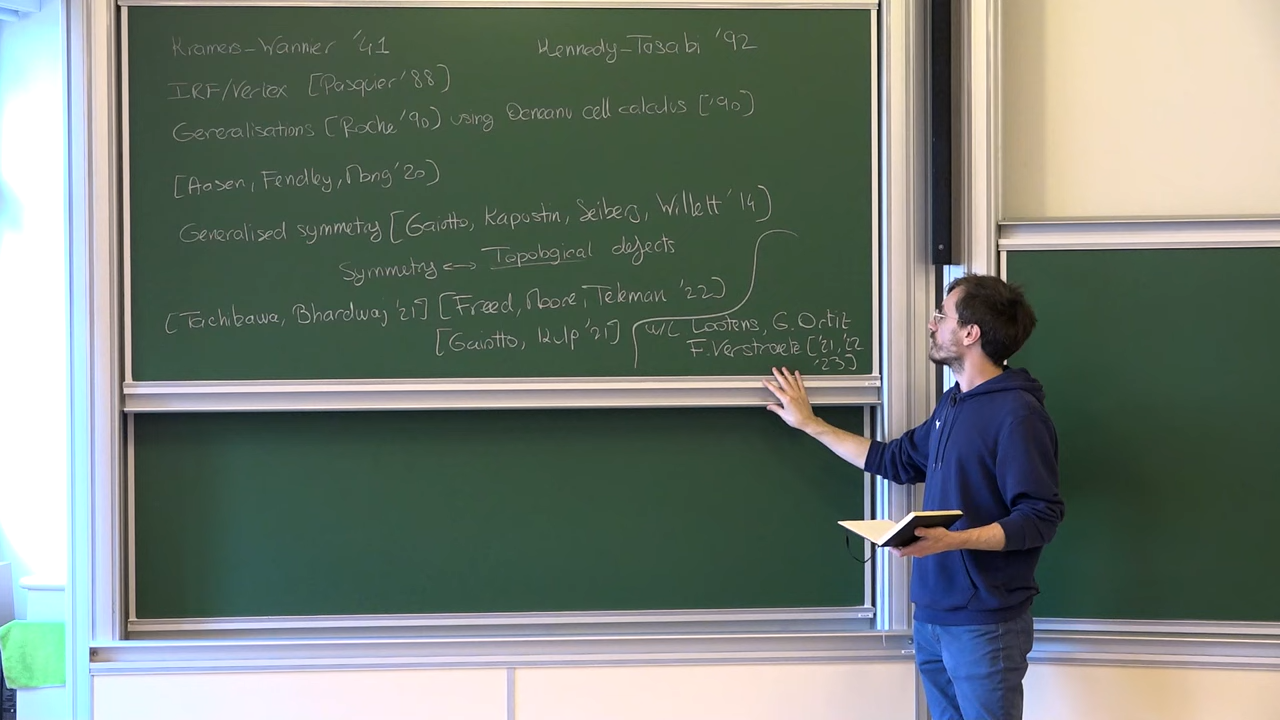 Kramers-Wannier '41
Kennedy-Tasabi '92
IRF/Vertex [Pasquier '88]
Generalisations [Roche '90] using Ocneanu cell calculus ['90]
[Aasen, Fendley, Mong '20]
Generalised symmetry [Gaiotto, Kapustin, Seiberg, Willett '14]
Symmetry ↔ Topological defects
[Tachibawa, Bhardwaj '21] [Freed, Moore, Teleman '22]
[Gaiotto, Kulp '21]
w/ L Lootens, G. Ortiz
F. Verstraete ['21, '22
'23]